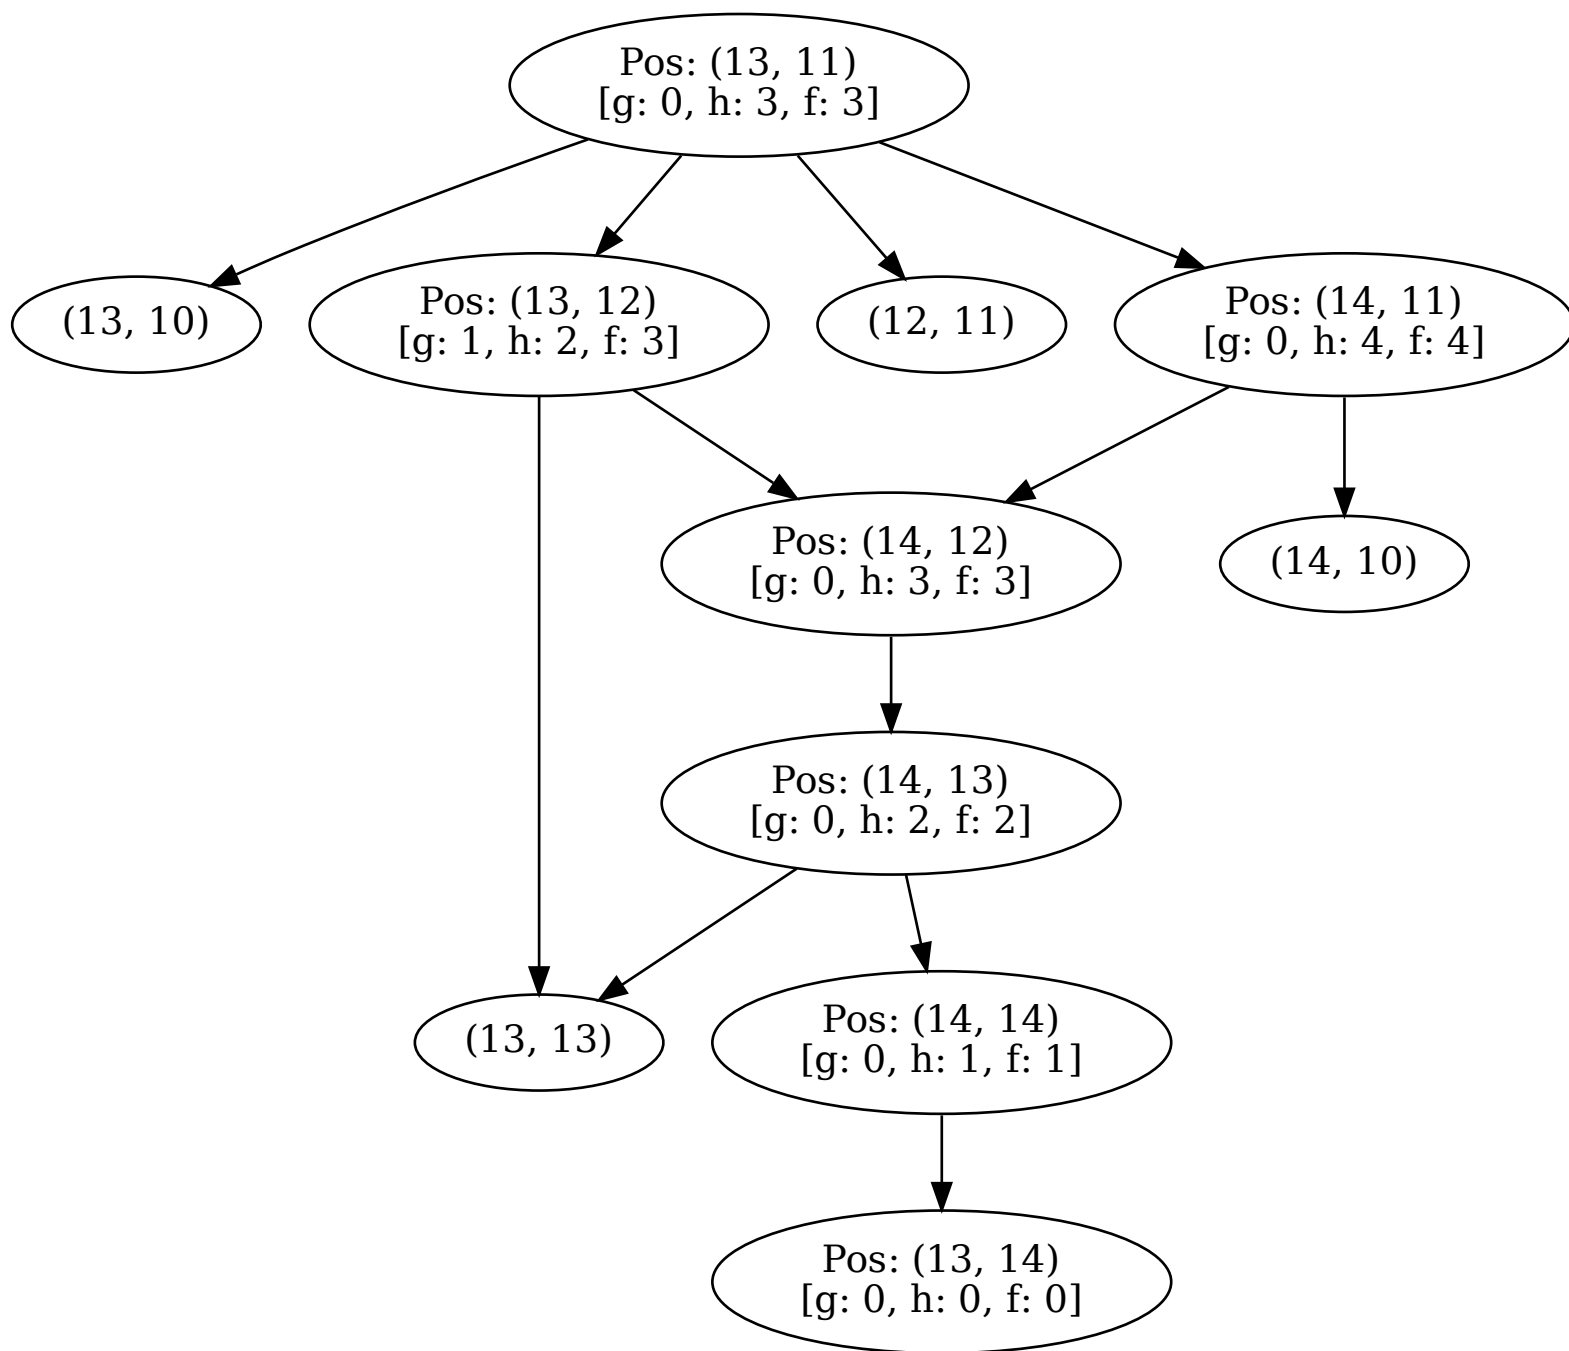 Pos: (13, 11)
[g: 0, h: 3, f: 3]
(13, 10)
Pos: (13, 12)
[g: 1, h: 2, f: 3]
(12, 11)
Pos: (14, 11)
[g: 0, h: 4, f: 4]
Pos: (14, 12)
[g: 0, h: 3, f: 3]
(14, 10)
Pos: (14, 13)
[g: 0, h: 2, f: 2]
(13, 13)
Pos: (14, 14)
[g: 0, h: 1, f: 1]
Pos: (13, 14)
[g: 0, h: 0, f: 0]